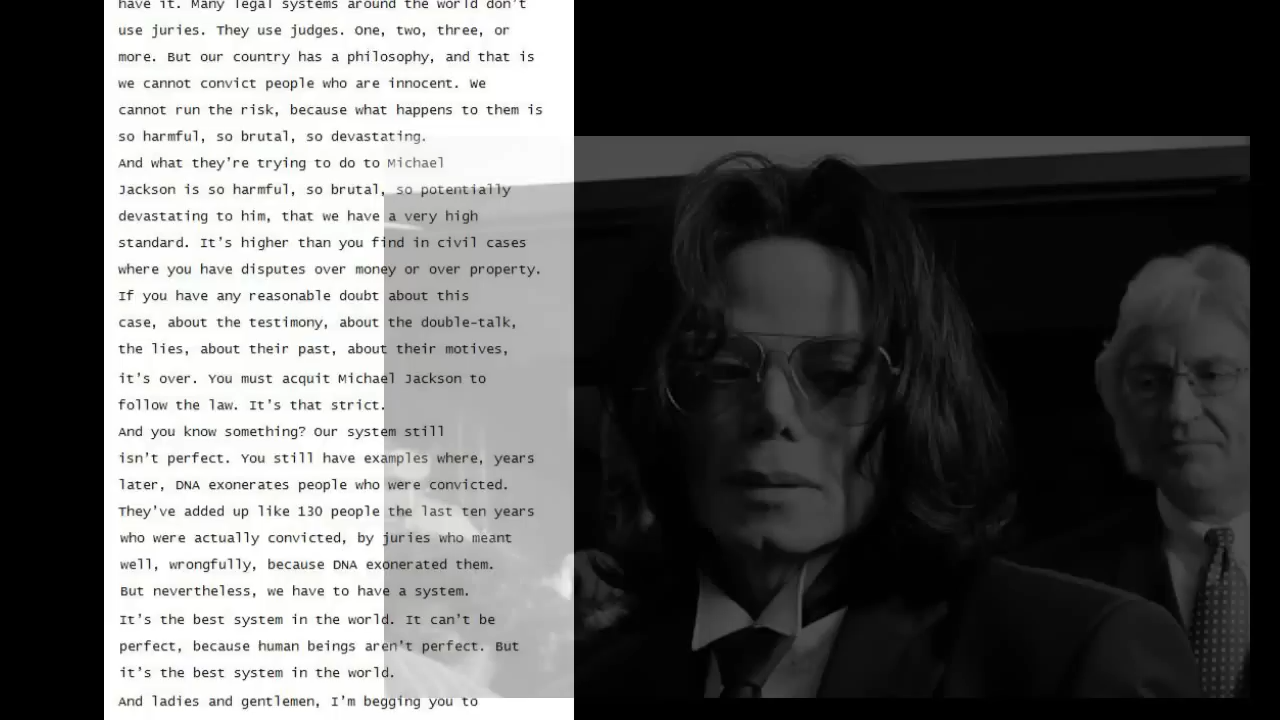 have it. Many legal systems around the world don't
use juries. They use judges. One, two, three, or
more. But our country has a philosophy, and that is
we cannot convict people who are innocent. We
cannot run the risk, because what happens to them is
so harmful, so brutal, so devastating.
And what they're trying to do to Michael
Jackson is so harmful, so brutal, so potentially
devastating to him, that we have a very high
standard. It's higher than you find in civil cases
where you have disputes over money or over property.
If you have any reasonable doubt about this
case, about the testimony, about the double-talk,
the lies, about their past, about their motives,
it's over. You must acquit Michael Jackson to
follow the law. It's that strict.
And you know something? Our system still
isn't perfect. You still have examples where, years
later, DNA exonerates people who were convicted.
They've added up like 130 people the last ten years
who were actually convicted, by juries who meant
well, wrongfully, because DNA exonerated them.
But nevertheless, we have to have a system.
It's the best system in the world. It can't be
perfect, because human beings aren't perfect. But
it's the best system in the world.
And ladies and gentlemen, I'm begging you to